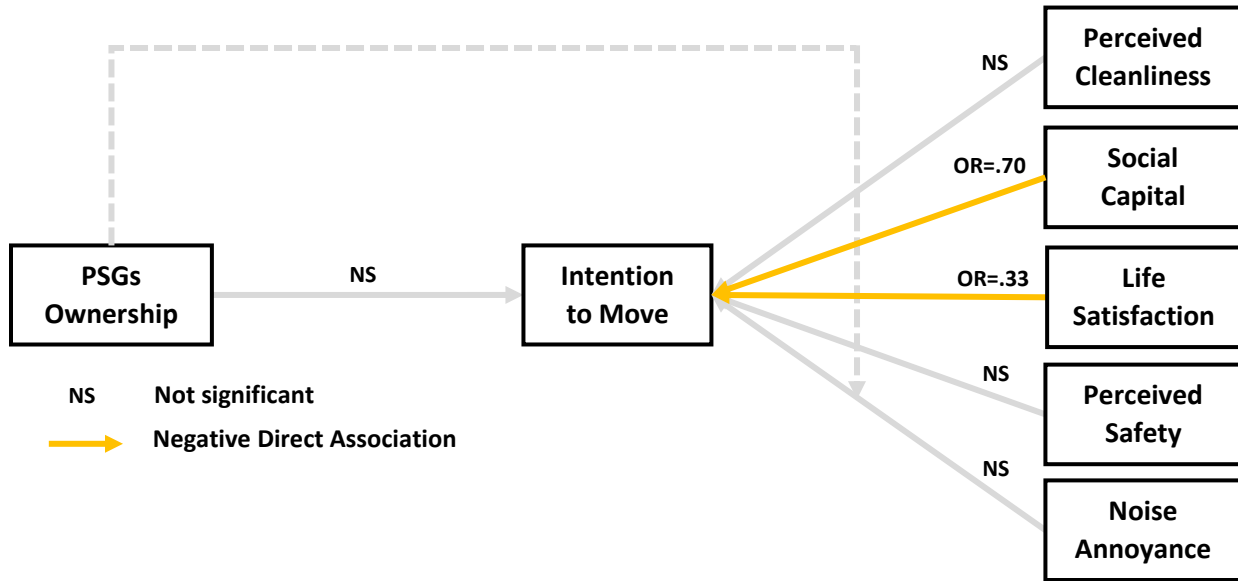 PSGs
Ownership
NS
Intention
to Move
NS
Perceived
Cleanliness
OR=.70
Social
Capital
OR=.33
Life
Satisfaction
NS
Perceived
Safety
NS
Noise
Annoyance
NS Not significant
Negative Direct Association